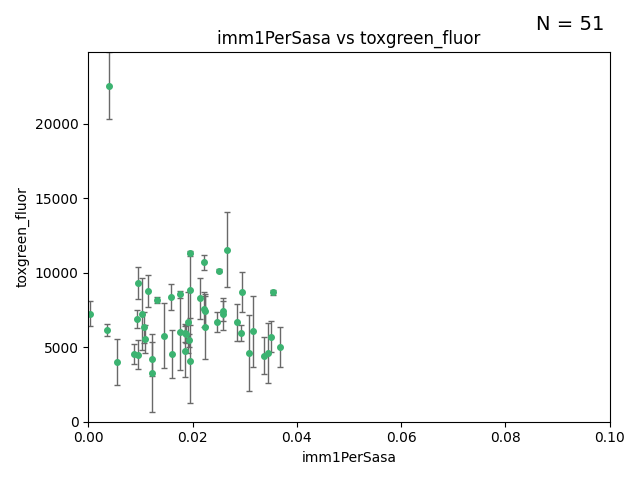 N = 51
imm1PerSasa vs toxgreen_fluor
toxgreen_fluor
20000
15000
10000
5000
0
0.00 0.02 0.04 0.06 0.08 0.10
imm1PerSasa